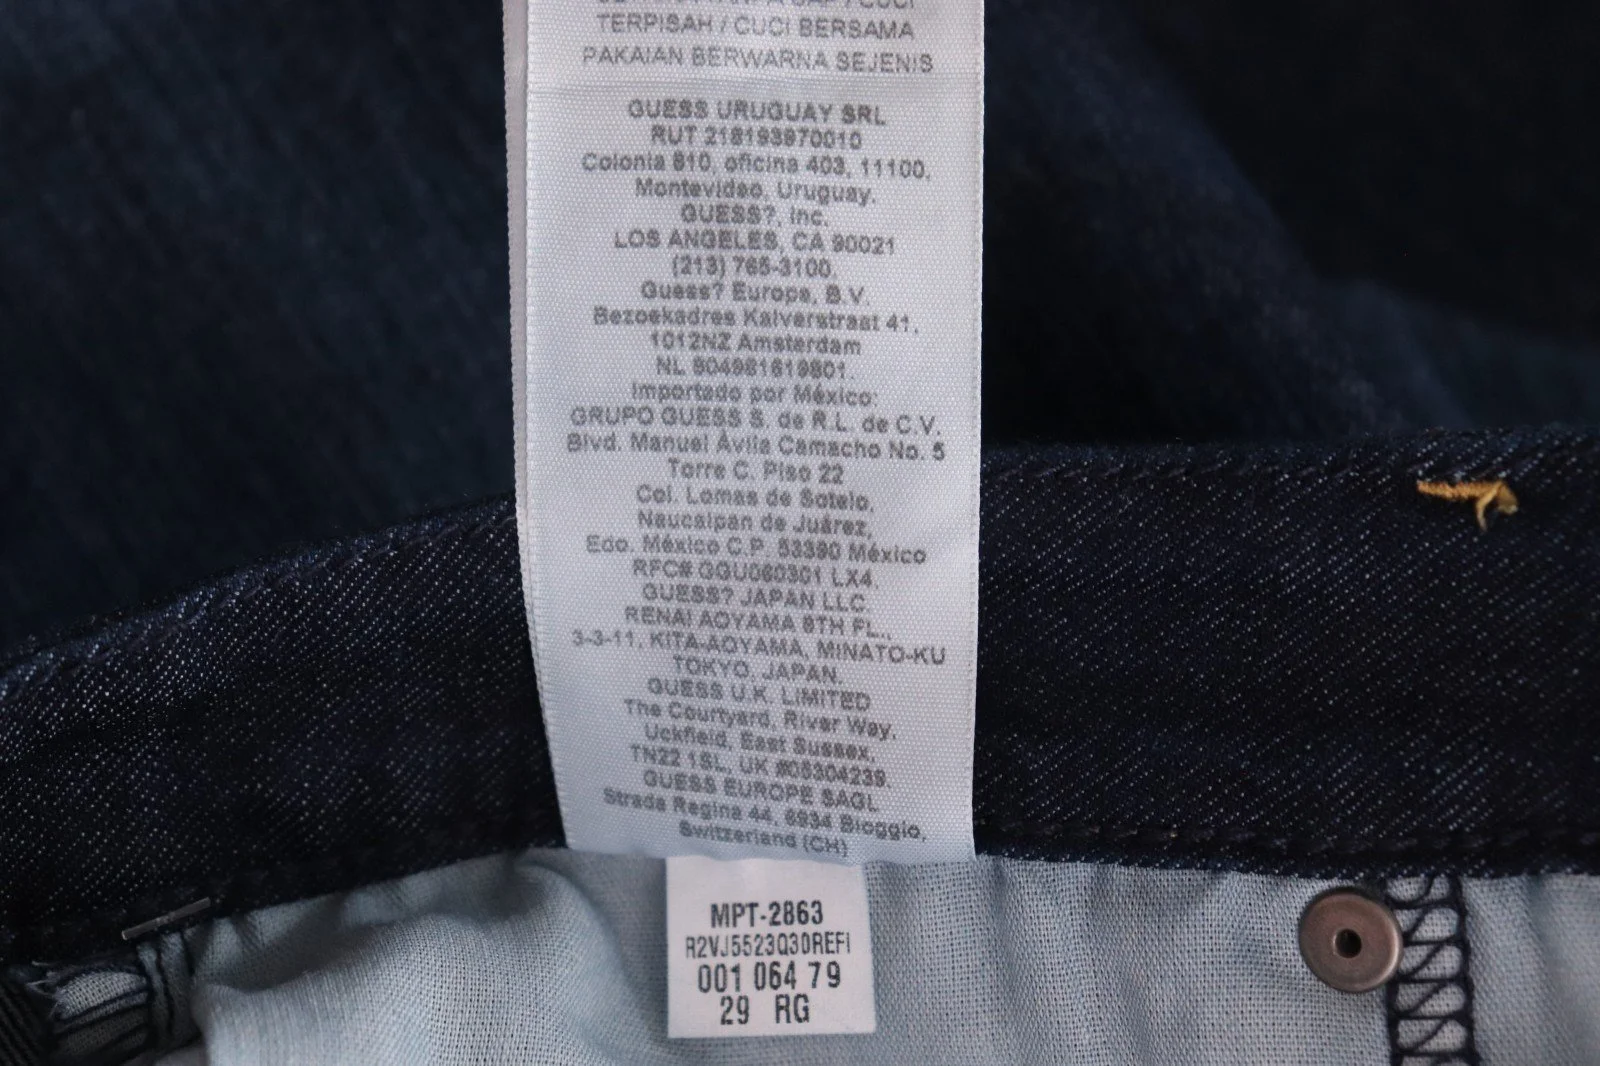 TERPISAH / CUCI BERSAMA
PAKAIAN BERWARNA SEJENIS
GUESS URUGUAY SRL
RUT 218193970010
Colonia 810, oficina 403, 11100,
Montevideo, Uruguay.
GUESS?, Inc.
LOS ANGELES, CA 90021
(213) 765-3100.
Guess? Europe, B.V.
Bezoekadres Kalverstraat 41,
1012NZ Amsterdam
NL 804981619801.
Importado por México:
GRUPO GUESS S. de R.L. de C.V.
Blvd. Manuel Ávila Camacho No. 5
Torre C. Piso 22
Col. Lomas de Sotelo,
Naucalpan de Juárez,
Edo. México C.P. 53390 México
RFC# GGU060301 LX4.
GUESS? JAPAN LLC.
RENAI AOYAMA 8TH FL.,
3-3-11, KITA-AOYAMA, MINATO-KU
TOKYO, JAPAN.
GUESS U.K. LIMITED
The Courtyard, River Way,
Uckfield, East Sussex,
TN22 1SL, UK #05304239.
GUESS EUROPE SAGL
Strada Regina 44, 6934 Bioggio,
Switzerland (CH)
MPT-2863
R2VJ5523Q30REFI
001 064 79
29 RG